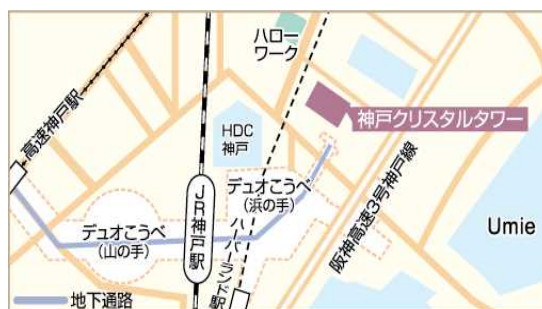 ハロー
ワーク
高速神戸駅
神戸クリスタルタワー
HDC
神戸
デュオこうべ
(浜の手)
阪神高速3号神戸線
JR神戸駅
Umie
デュオこうべ
(山の手)
ハーバーランド駅
地下通路